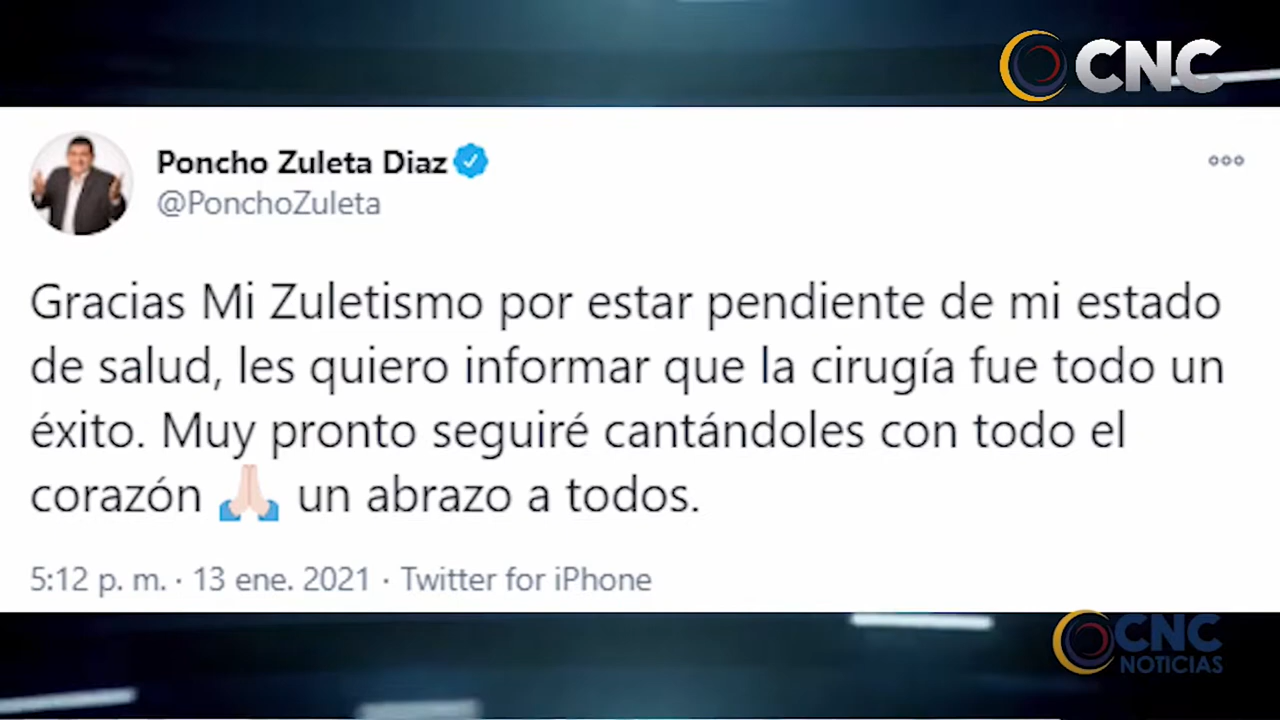 CNC
Poncho Zuleta Diaz
@PonchoZuleta
Gracias Mi Zuletismo por estar pendiente de mi estado
de salud, les quiero informar que la cirugía fue todo un
éxito. Muy pronto seguiré cantándoles con todo el
corazón 🙏🏻 un abrazo a todos.
5:12 p. m. · 13 ene. 2021 · Twitter for iPhone
CNC
NOTICIAS